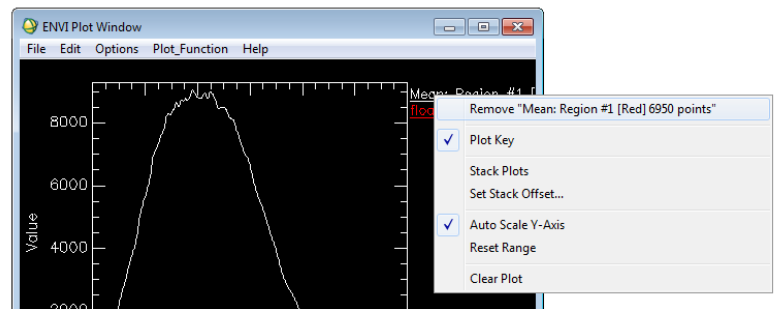 ENVI Plot Window
File Edit Options Plot_Function Help
Mean: Region #1 [
Remove "Mean: Region #1 [Red] 6950 points"
8000
Plot Key
Stack Plots
6000
Set Stack Offset...
Value
Auto Scale Y-Axis
4000
Reset Range
Clear Plot
2000